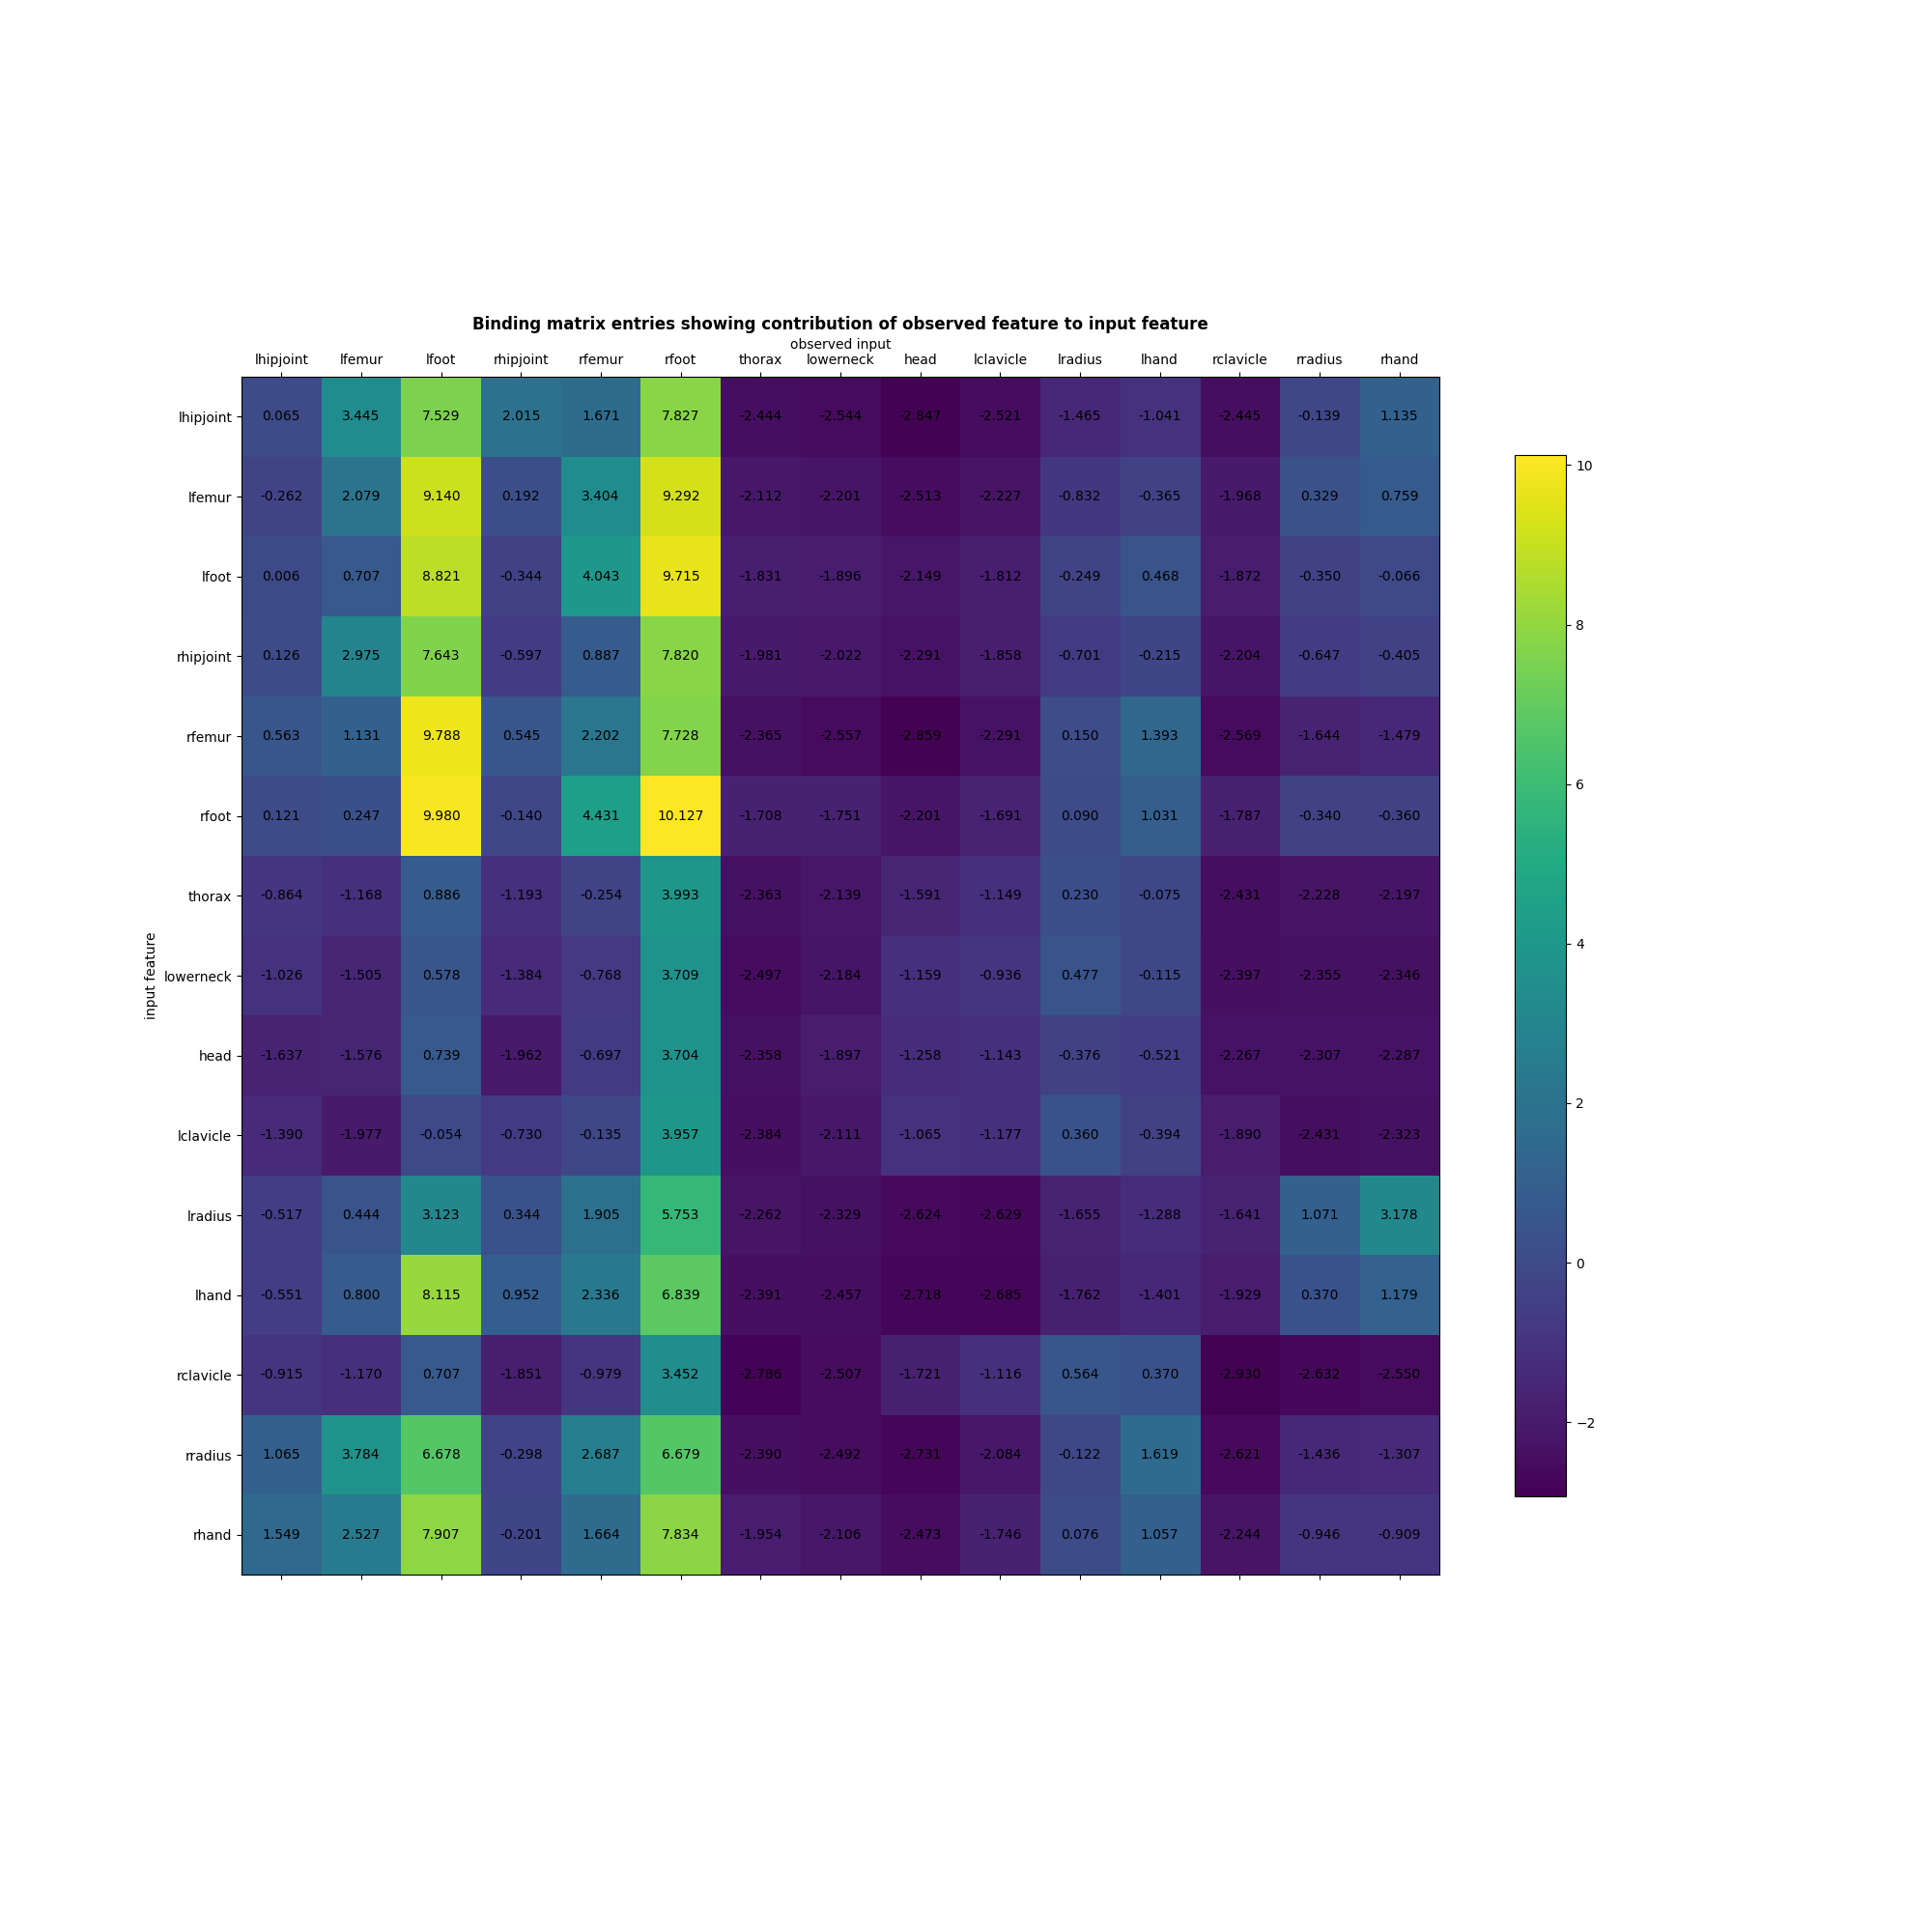 Binding matrix entries showing contribution of observed feature to input feature
observed input
lhipjoint lfemur lfoot rhipjoint rfemur rfoot thorax lowerneck head lclavicle lradius lhand rclavicle rradius rhand
lhipjoint 0.065 3.445 7.529 2.015 1.671 7.827 -2.444 -2.544 -2.847 -2.521 -1.465 -1.041 -2.445 -0.139 1.135
lfemur -0.262 2.079 9.140 0.192 3.404 9.292 -2.112 -2.201 -2.513 -2.227 -0.832 -0.365 -1.968 0.329 0.759
lfoot 0.006 0.707 8.821 -0.344 4.043 9.715 -1.831 -1.896 -2.149 -1.812 -0.249 0.468 -1.872 -0.350 -0.066
rhipjoint 0.126 2.975 7.643 -0.597 0.887 7.820 -1.981 -2.022 -2.291 -1.858 -0.701 -0.215 -2.204 -0.647 -0.405
rfemur 0.563 1.131 9.788 0.545 2.202 7.728 -2.365 -2.557 -2.859 -2.291 0.150 1.393 -2.569 -1.644 -1.479
rfoot 0.121 0.247 9.980 -0.140 4.431 10.127 -1.708 -1.751 -2.201 -1.691 0.090 1.031 -1.787 -0.340 -0.360
thorax -0.864 -1.168 0.886 -1.193 -0.254 3.993 -2.363 -2.139 -1.591 -1.149 0.230 -0.075 -2.431 -2.228 -2.197
lowerneck -1.026 -1.505 0.578 -1.384 -0.768 3.709 -2.497 -2.184 -1.159 -0.936 0.477 -0.115 -2.397 -2.355 -2.346
head -1.637 -1.576 0.739 -1.962 -0.697 3.704 -2.358 -1.897 -1.258 -1.143 -0.376 -0.521 -2.267 -2.307 -2.287
lclavicle -1.390 -1.977 -0.054 -0.730 -0.135 3.957 -2.384 -2.111 -1.065 -1.177 0.360 -0.394 -1.890 -2.431 -2.323
lradius -0.517 0.444 3.123 0.344 1.905 5.753 -2.262 -2.329 -2.624 -2.629 -1.655 -1.288 -1.641 1.071 3.178
lhand -0.551 0.800 8.115 0.952 2.336 6.839 -2.391 -2.457 -2.718 -2.685 -1.762 -1.401 -1.929 0.370 1.179
rclavicle -0.915 -1.170 0.707 -1.851 -0.979 3.452 -2.786 -2.507 -1.721 -1.116 0.564 0.370 -2.930 -2.632 -2.550
rradius 1.065 3.784 6.678 -0.298 2.687 6.679 -2.390 -2.492 -2.731 -2.084 -0.122 1.619 -2.621 -1.436 -1.307
rhand 1.549 2.527 7.907 -0.201 1.664 7.834 -1.954 -2.106 -2.473 -1.746 0.076 1.057 -2.244 -0.946 -0.909
input feature
10
8
6
4
2
0
−2